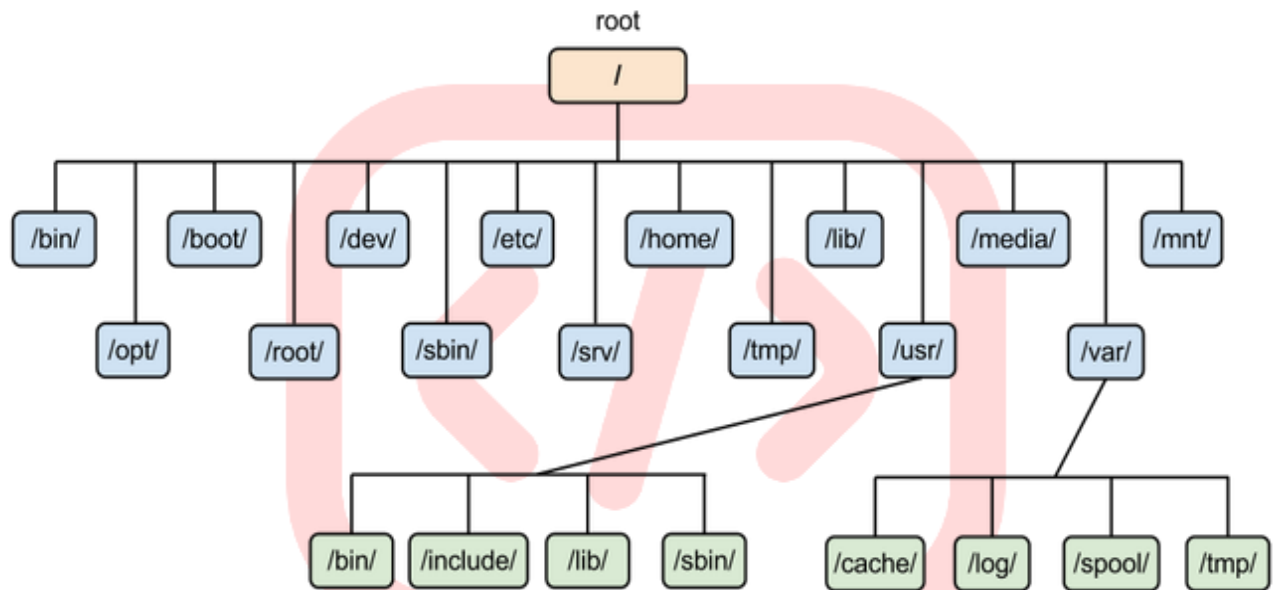 root
/
/bin/ /boot/ /dev/ /etc/ /home/ /lib/ /media/ /mnt/
/opt/ /root/ /sbin/ /srv/ /tmp/ /usr/ /var/
/bin/ /include/ /lib/ /sbin/ /cache/ /log/ /spool/ /tmp/